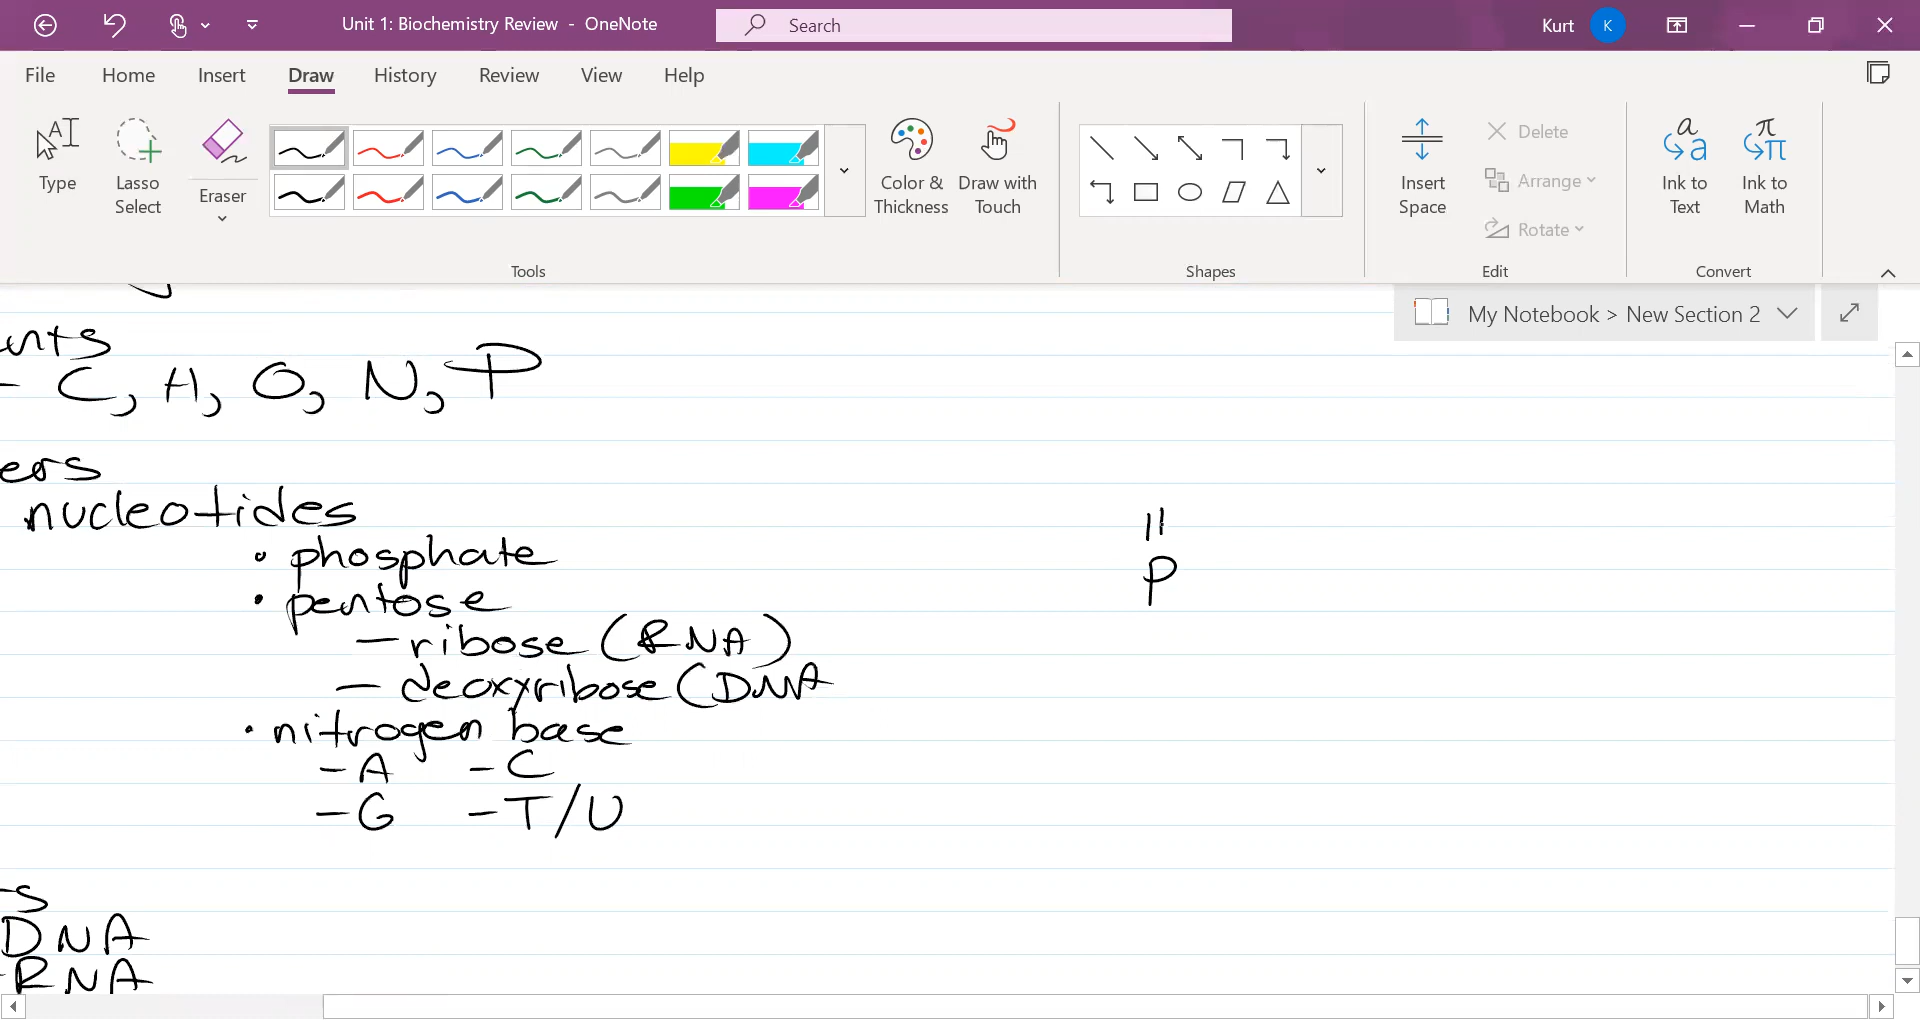 Unit 1: Biochemistry Review - OneNote
Search
Kurt K
File Home Insert Draw History Review View Help
Type
Lasso Select
Eraser
Color & Thickness
Draw with Touch
Insert Space
Delete
Arrange
Rotate
Ink to Text
Ink to Math
Tools Shapes Edit Convert
My Notebook > New Section 2
ents
- C, H, O, N, P
ers
nucleotides
• phosphate
• pentose
- ribose (RNA)
- deoxyribose (DNA
• nitrogen base
- A - C
- G - T/U
P
s
DNA
- RNA